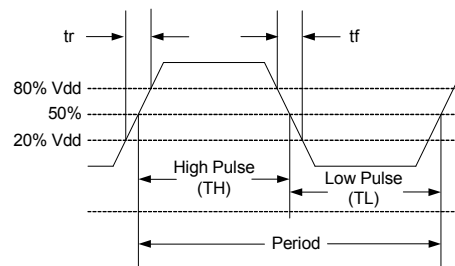 tr
tf
80% Vdd
50%
20% Vdd
High Pulse
(TH)
Low Pulse
(TL)
Period